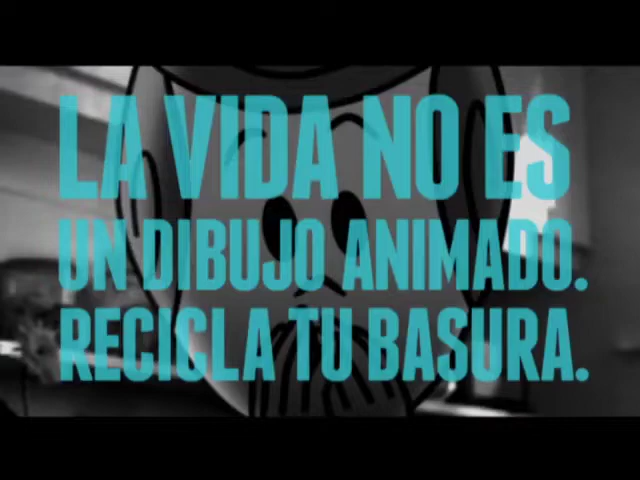 LA VIDA NO ES
UN DIBUJO ANIMADO.
RECICLA TU BASURA.